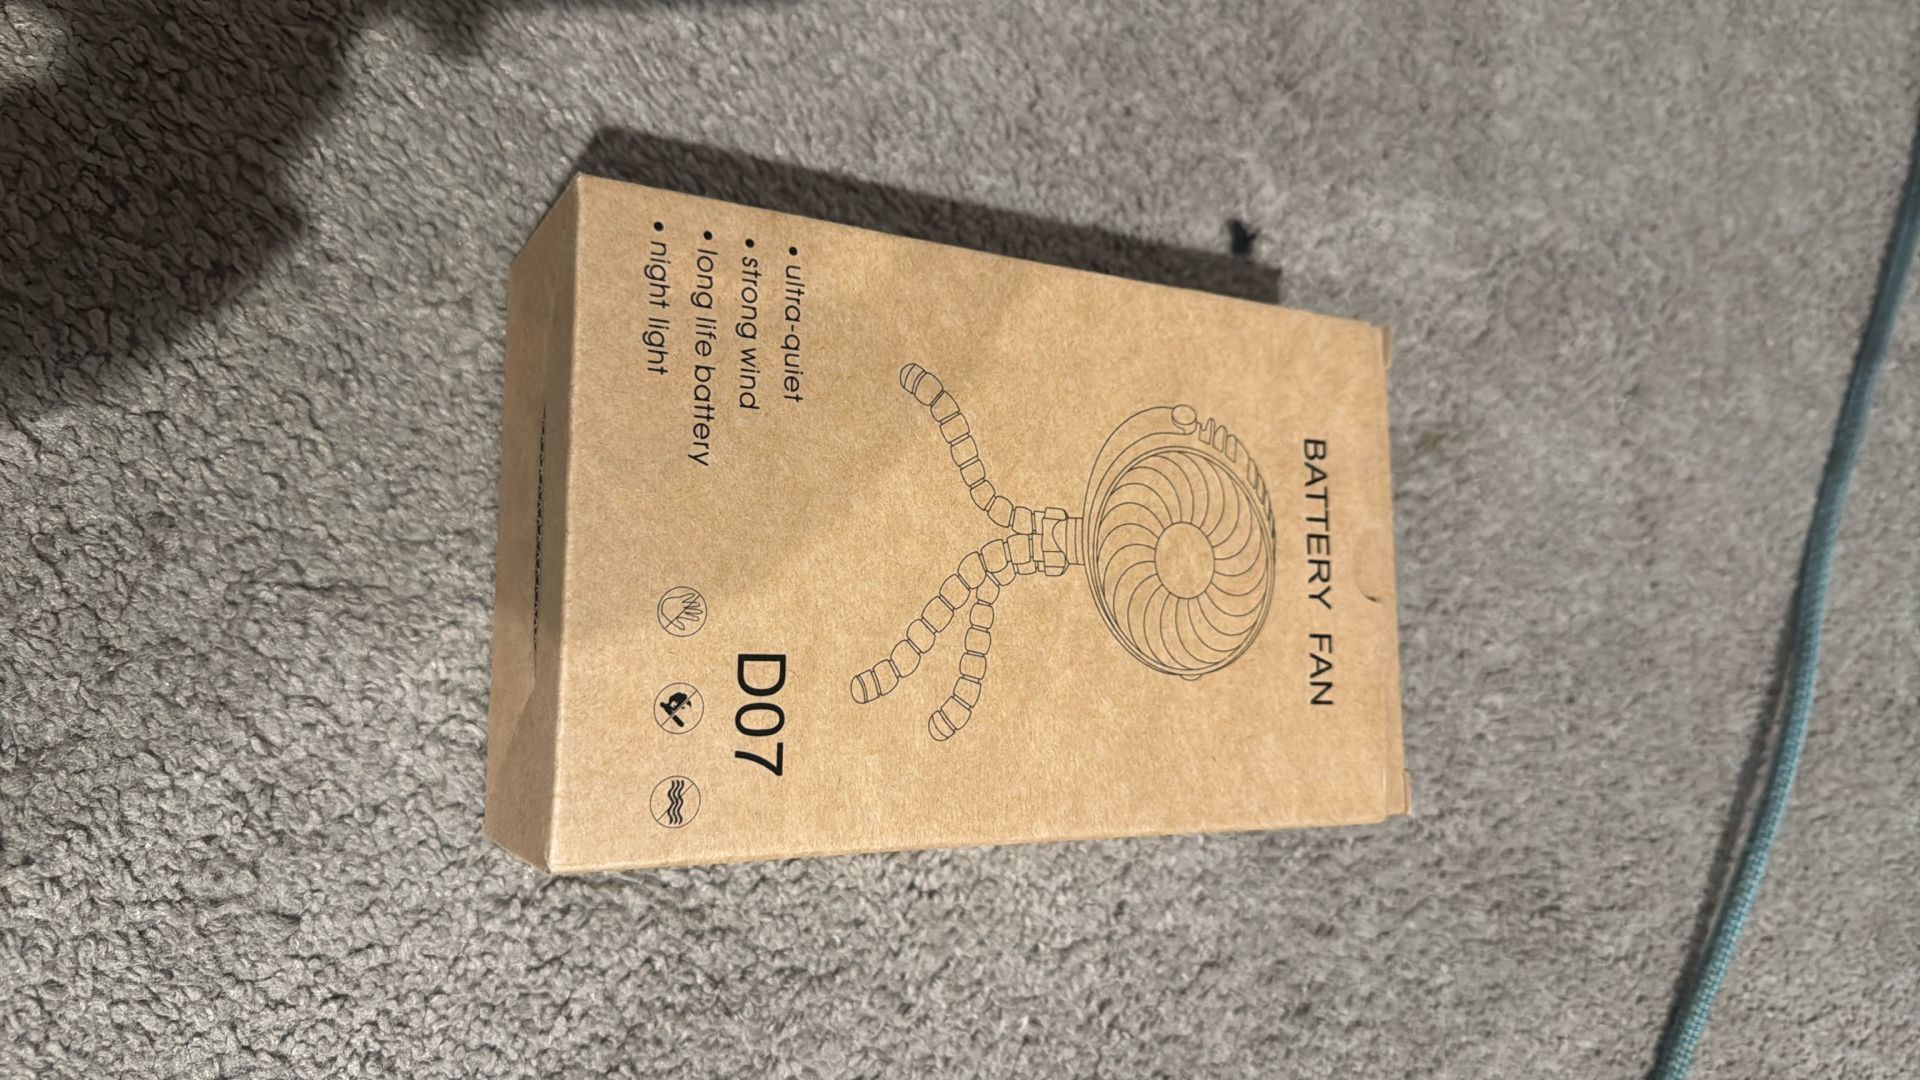 BATTERY FAN
• ultra-quiet
• strong wind
• long life battery
• night light
D07